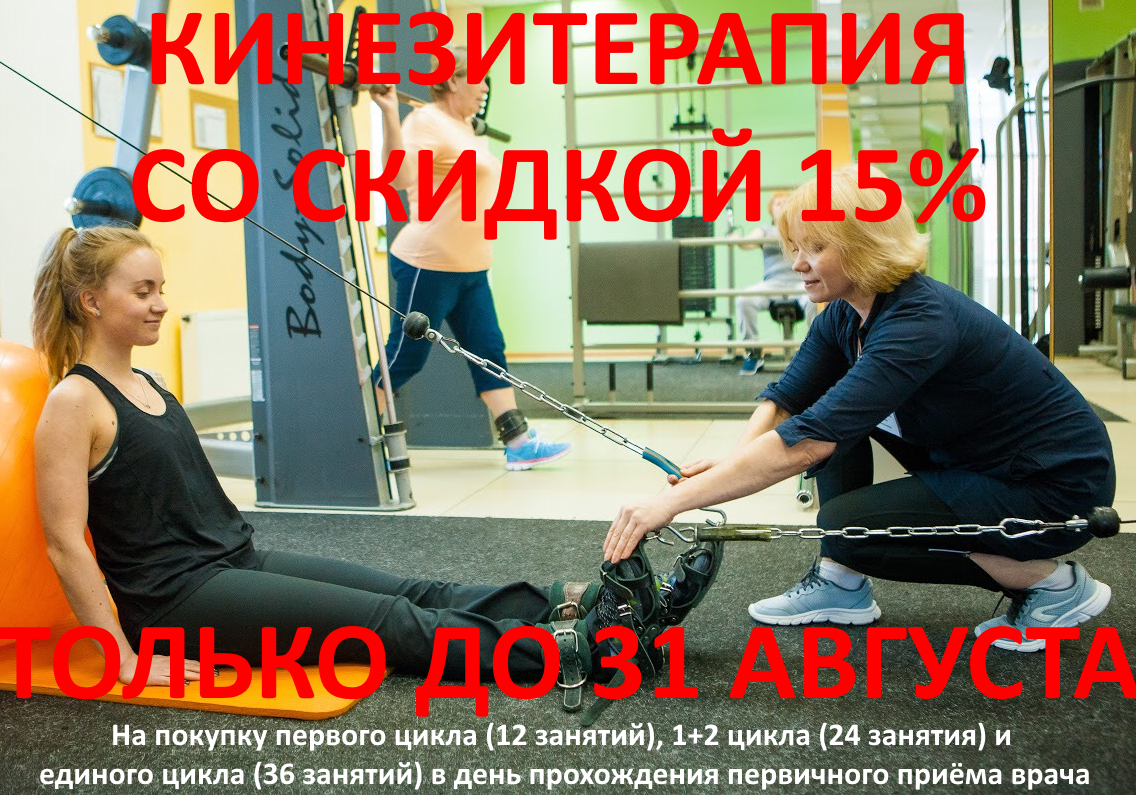 КИНЕЗИТЕРАПИЯ
СО СКИДКОЙ 15%
BodySolid
ТОЛЬКО ДО 31 АВГУСТА
На покупку первого цикла (12 занятий), 1+2 цикла (24 занятия) и
единого цикла (36 занятий) в день прохождения первичного приёма врача